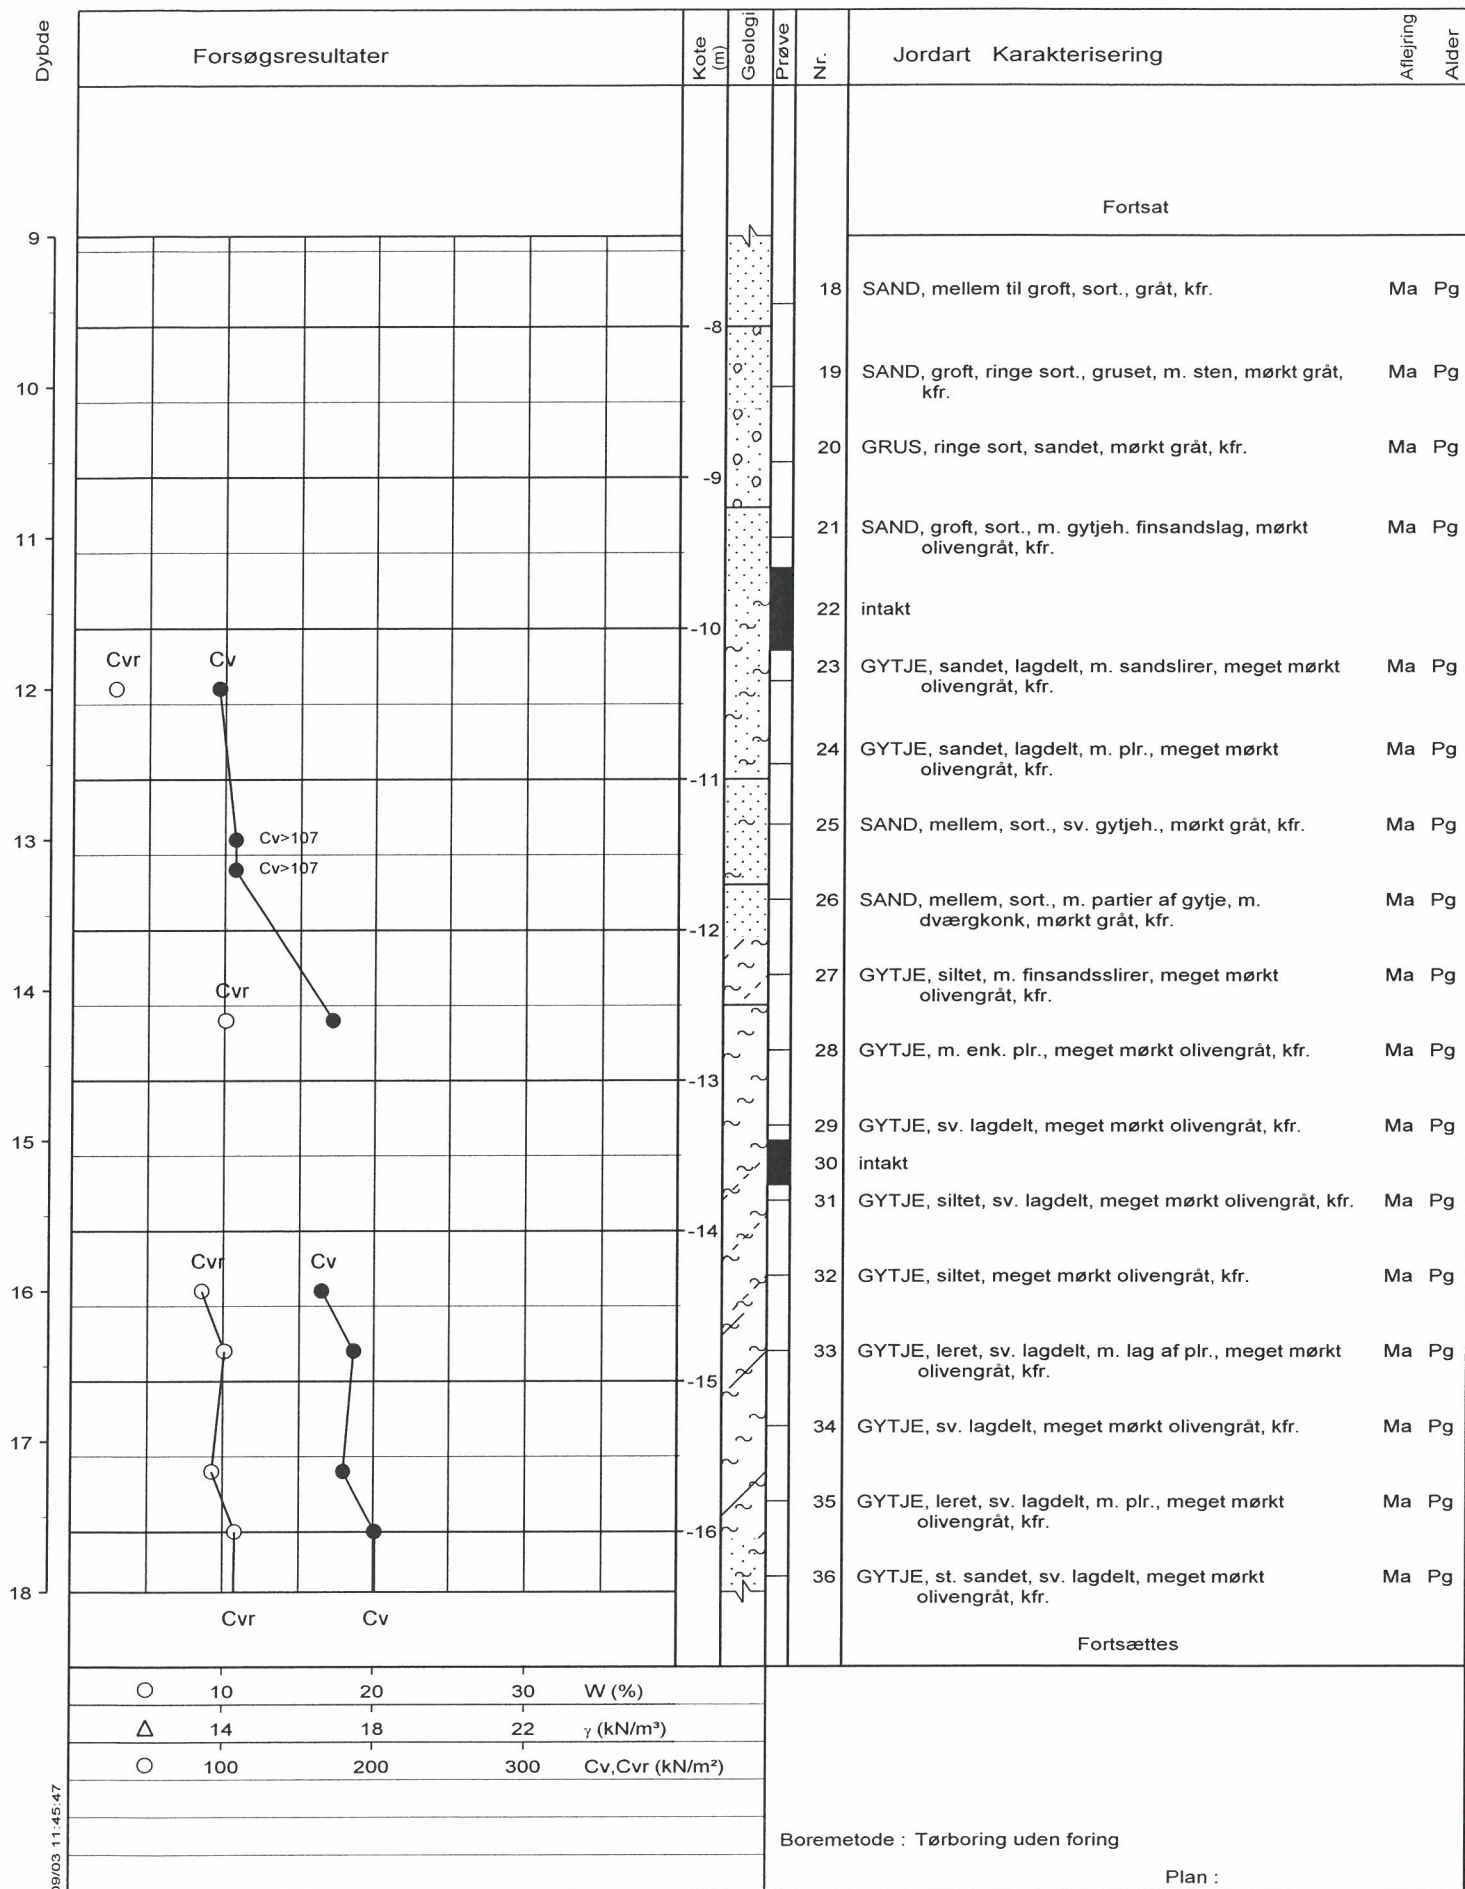 Dybde
Forsøgsresultater
Kote (m)
Geologi
Prøve
Nr.
Jordart Karakterisering
Aflejring
Alder
Fortsat
9
18 SAND, mellem til groft, sort., gråt, kfr. Ma Pg
-8
19 SAND, groft, ringe sort., gruset, m. sten, mørkt gråt, Ma Pg
kfr.
10
20 GRUS, ringe sort, sandet, mørkt gråt, kfr. Ma Pg
-9
21 SAND, groft, sort., m. gytjeh. finsandslag, mørkt Ma Pg
olivengråt, kfr.
11
22 intakt
-10
Cvr Cv
23 GYTJE, sandet, lagdelt, m. sandslirer, meget mørkt Ma Pg
olivengråt, kfr.
12
24 GYTJE, sandet, lagdelt, m. plr., meget mørkt Ma Pg
olivengråt, kfr.
-11
25 SAND, mellem, sort., sv. gytjeh., mørkt gråt, kfr. Ma Pg
Cv>107
13
Cv>107
26 SAND, mellem, sort., m. partier af gytje, m. Ma Pg
dværgkonk, mørkt gråt, kfr.
-12
27 GYTJE, siltet, m. finsandsslirer, meget mørkt Ma Pg
olivengråt, kfr.
14
Cvr
28 GYTJE, m. enk. plr., meget mørkt olivengråt, kfr. Ma Pg
-13
29 GYTJE, sv. lagdelt, meget mørkt olivengråt, kfr. Ma Pg
15
30 intakt
31 GYTJE, siltet, sv. lagdelt, meget mørkt olivengråt, kfr. Ma Pg
-14
Cvr Cv
32 GYTJE, siltet, meget mørkt olivengråt, kfr. Ma Pg
16
33 GYTJE, leret, sv. lagdelt, m. lag af plr., meget mørkt Ma Pg
olivengråt, kfr.
-15
34 GYTJE, sv. lagdelt, meget mørkt olivengråt, kfr. Ma Pg
17
35 GYTJE, leret, sv. lagdelt, m. plr., meget mørkt Ma Pg
olivengråt, kfr.
-16
36 GYTJE, st. sandet, sv. lagdelt, meget mørkt Ma Pg
olivengråt, kfr.
18
Cvr Cv
Fortsættes
10 20 30 W (%)
14 18 22 γ (kN/m³)
100 200 300 Cv,Cvr (kN/m²)
09/03 11:45:47
Boremetode : Tørboring uden foring
Plan :